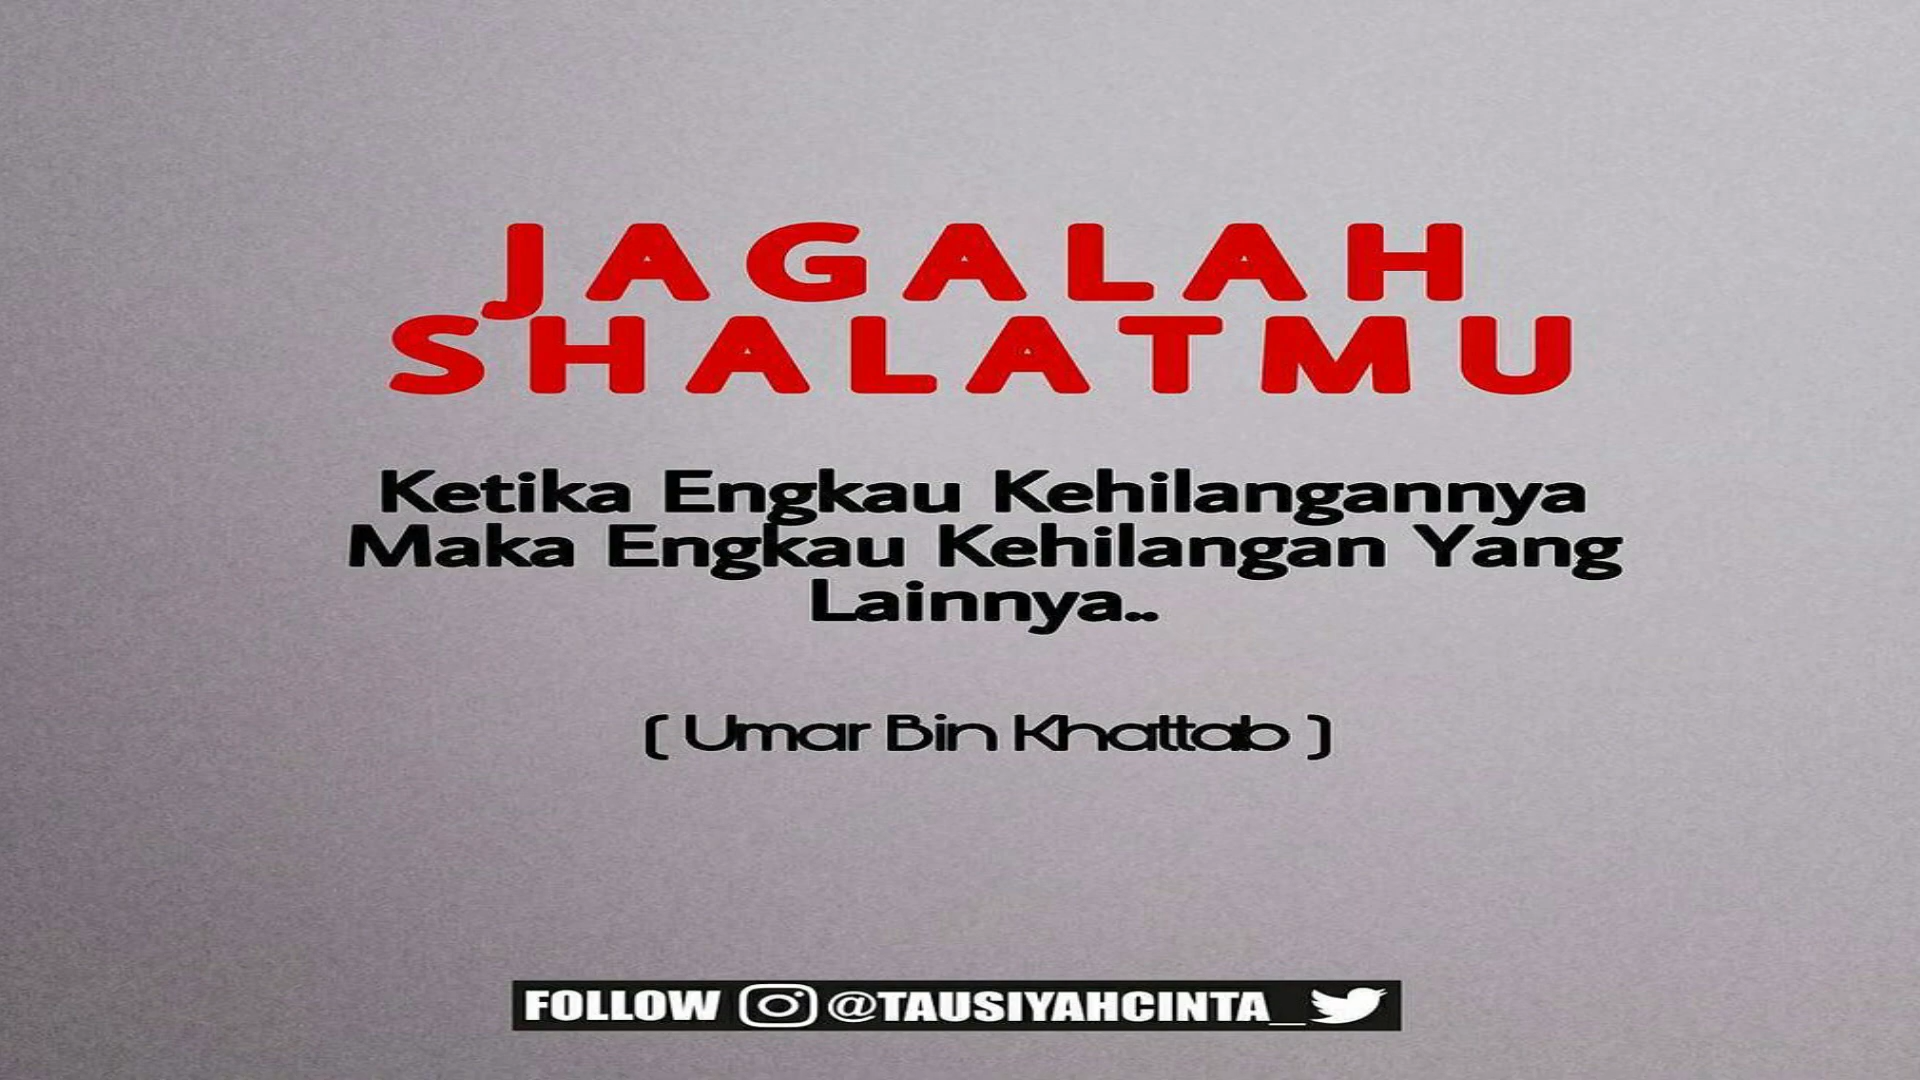 JAGALAH
SHALATMU
Ketika Engkau Kehilangannya
Maka Engkau Kehilangan Yang
Lainnya..
( Umar Bin Khattab )
FOLLOW @TAUSIYAHCINTA_